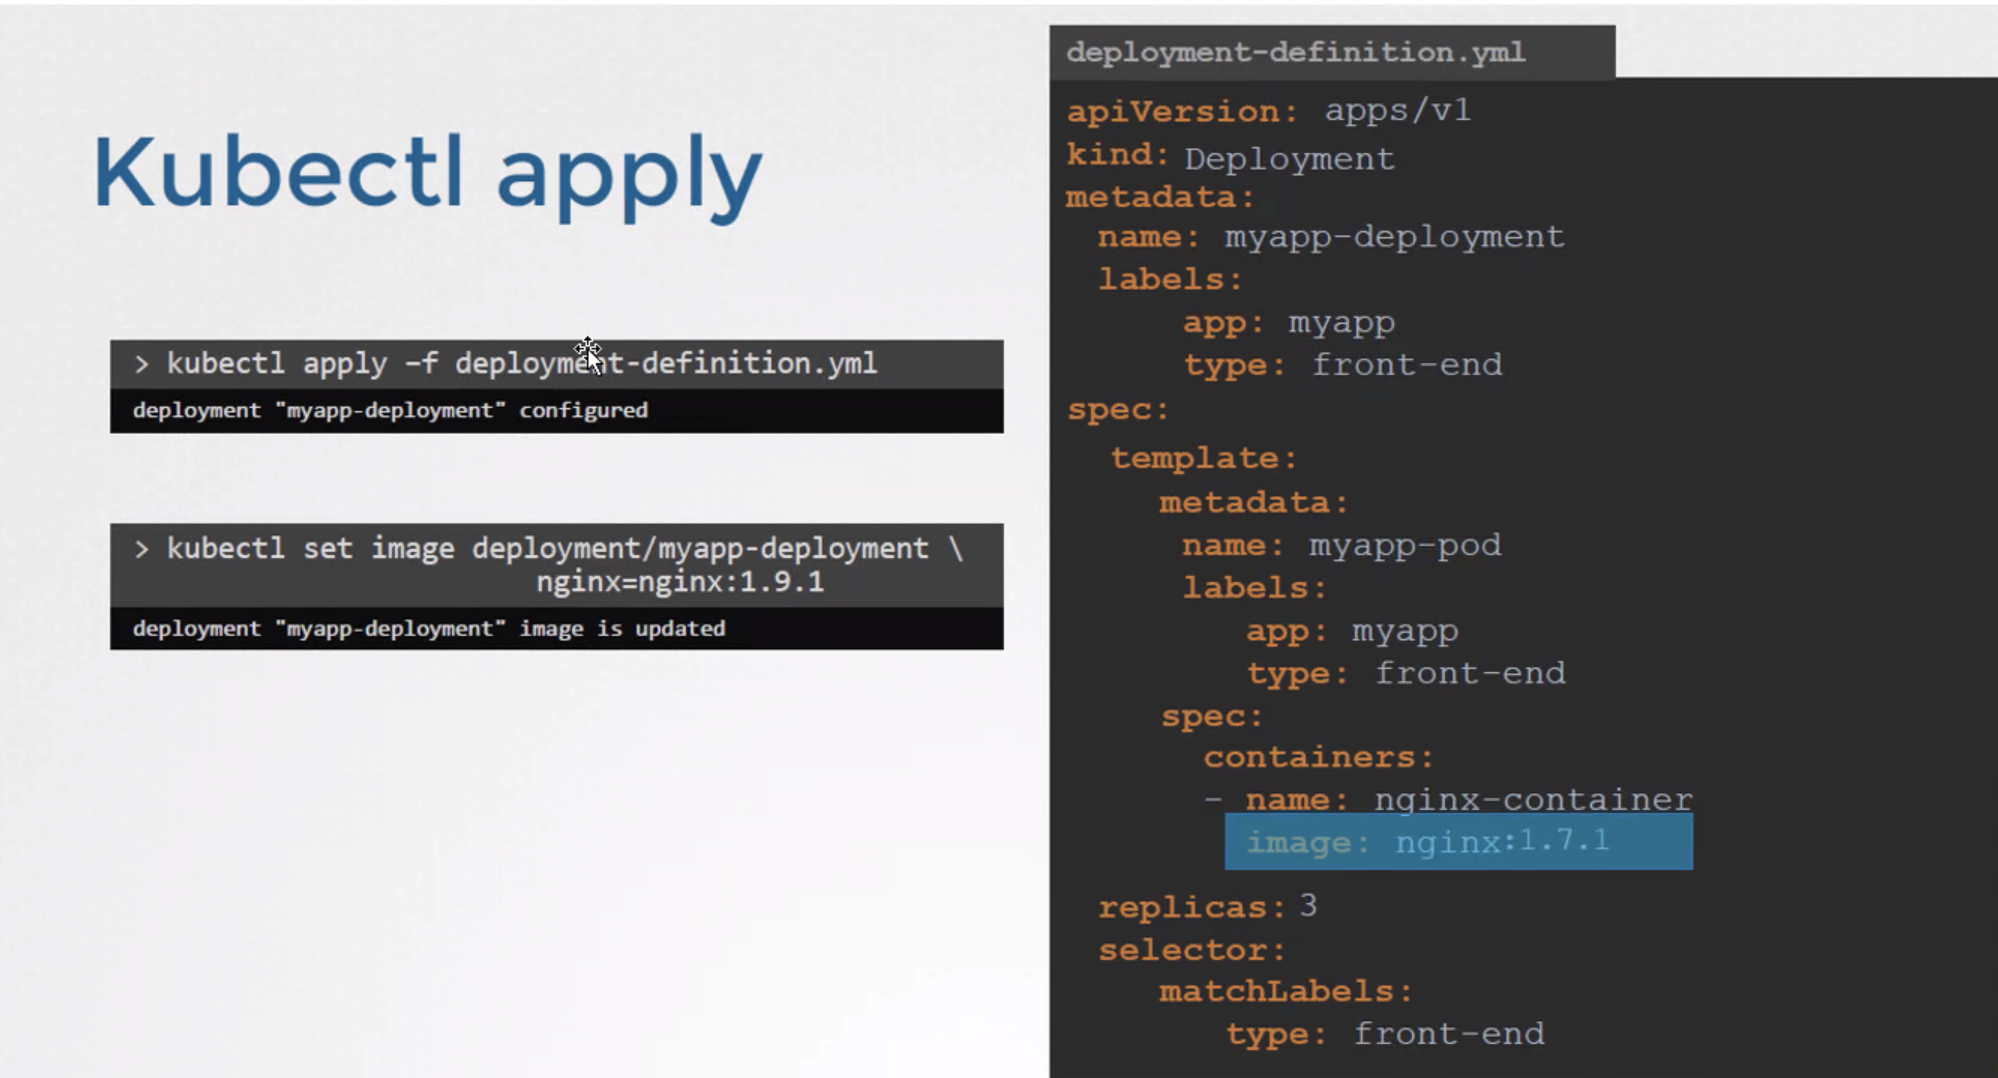 Kubectl apply
> kubectl apply –f deployment-definition.yml
deployment "myapp-deployment" configured
> kubectl set image deployment/myapp-deployment \
nginx=nginx:1.9.1
deployment "myapp-deployment" image is updated
deployment-definition.yml
apiVersion: apps/v1
kind: Deployment
metadata:
name: myapp-deployment
labels:
app: myapp
type: front-end
spec:
template:
metadata:
name: myapp-pod
labels:
app: myapp
type: front-end
spec:
containers:
- name: nginx-container
image: nginx:1.7.1
replicas: 3
selector:
matchLabels:
type: front-end